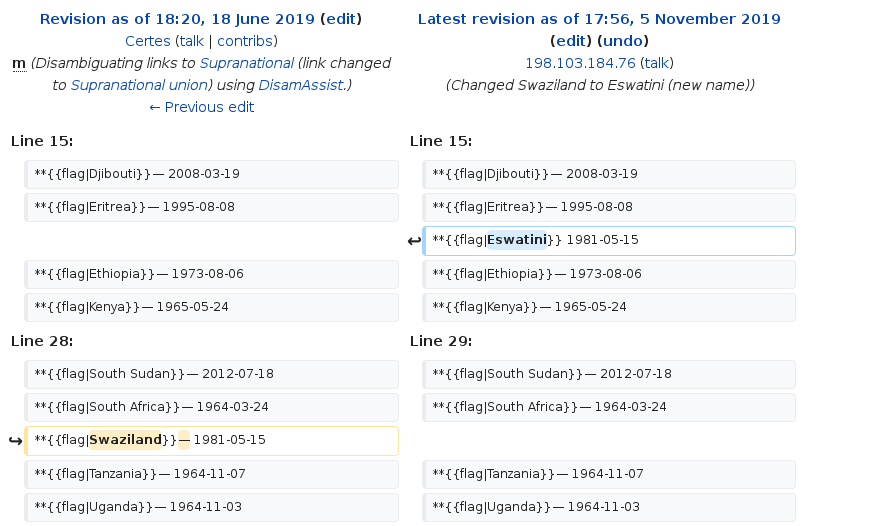 Revision as of 18:20, 18 June 2019 (edit)
Certes (talk | contribs)
m (Disambiguating links to Supranational (link changed
to Supranational union) using DisamAssist.)
← Previous edit
Latest revision as of 17:56, 5 November 2019
(edit) (undo)
198.103.184.76 (talk)
(Changed Swaziland to Eswatini (new name))
Line 15:
Line 15:
**{{flag|Djibouti}}— 2008-03-19
**{{flag|Djibouti}}— 2008-03-19
**{{flag|Eritrea}}— 1995-08-08
**{{flag|Eritrea}}— 1995-08-08
↩ **{{flag|Eswatini}} 1981-05-15
**{{flag|Ethiopia}}— 1973-08-06
**{{flag|Ethiopia}}— 1973-08-06
**{{flag|Kenya}}— 1965-05-24
**{{flag|Kenya}}— 1965-05-24
Line 28:
Line 29:
**{{flag|South Sudan}}— 2012-07-18
**{{flag|South Sudan}}— 2012-07-18
**{{flag|South Africa}}— 1964-03-24
**{{flag|South Africa}}— 1964-03-24
↪ **{{flag|Swaziland}}— 1981-05-15
**{{flag|Tanzania}}— 1964-11-07
**{{flag|Tanzania}}— 1964-11-07
**{{flag|Uganda}}— 1964-11-03
**{{flag|Uganda}}— 1964-11-03